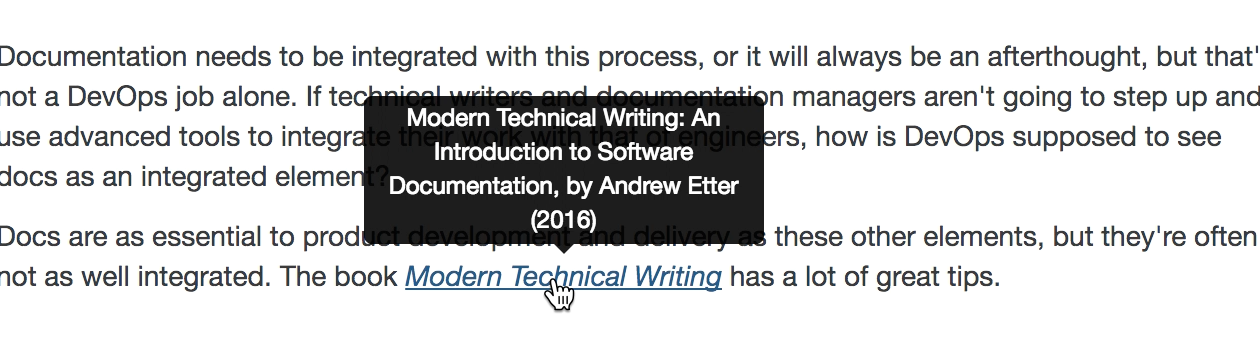 Documentation needs to be integrated with this process, or it will always be an afterthought, but that'
not a DevOps job alone. If technical writers and documentation managers aren't going to step up and
use advanced tools to integrate their work with that of engineers, how is DevOps supposed to see
docs as an integrated element?
Modern Technical Writing: An
Introduction to Software
Documentation, by Andrew Etter
(2016)
Docs are as essential to product development and delivery as these other elements, but they're often
not as well integrated. The book Modern Technical Writing has a lot of great tips.